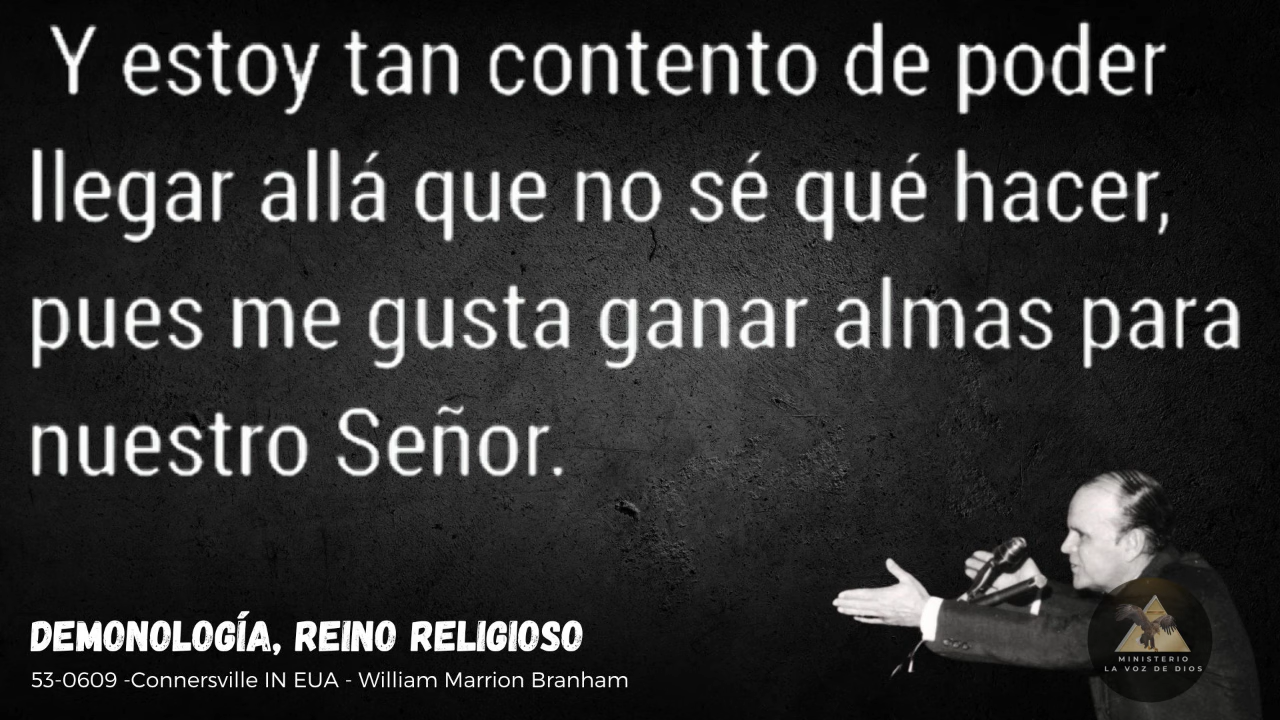 Y estoy tan contento de poder
llegar allá que no sé qué hacer,
pues me gusta ganar almas para
nuestro Señor.
DEMONOLOGÍA, REINO RELIGIOSO
53-0609 -Connersville IN EUA - William Marrion Branham
MINISTERIO
LA VOZ DE DIOS